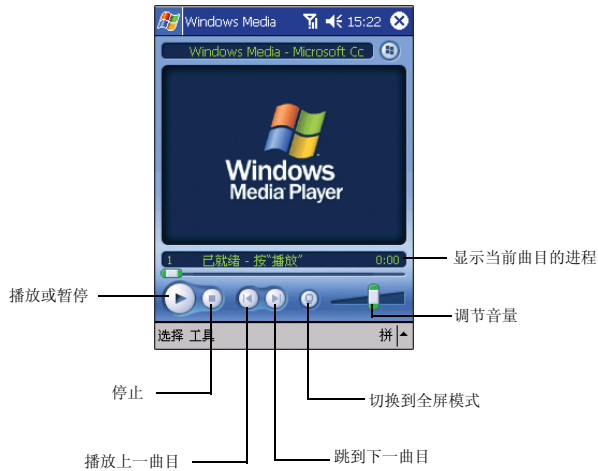 Windows Media 15:22
Windows Media - Microsoft Cc
Windows
Media Player
1 已就绪 - 按"播放" 0:00
显示当前曲目的进程
播放或暂停
调节音量
选择 工具 拼
停止
切换到全屏模式
播放上一曲目
跳到下一曲目